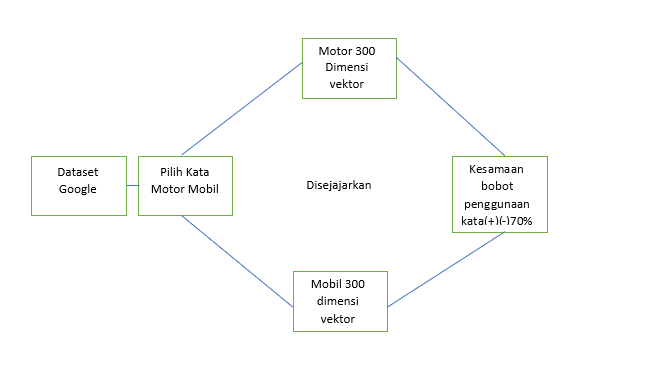 Motor 300
Dimensi
vektor
Dataset
Google
Pilih Kata
Motor Mobil
Disejajarkan
Kesamaan
bobot
penggunaan
kata(+)(-)70%
Mobil 300
dimensi
vektor